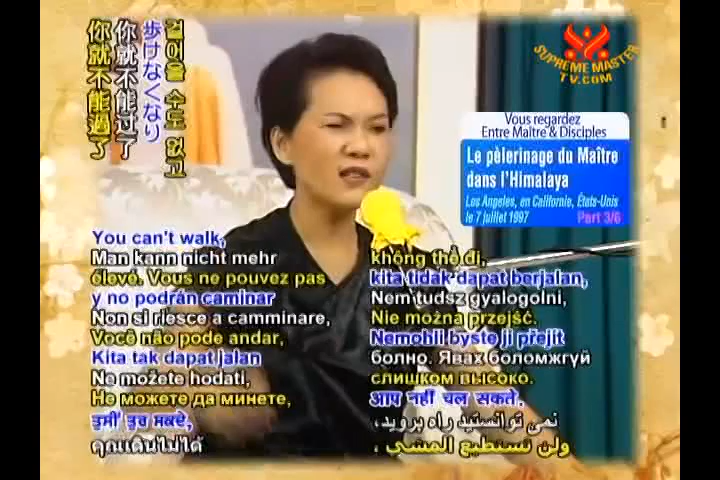 걸어올 수도 없고
歩けなくなり
你就不能过了
你就不能過了
SUPREME MASTER
TV.COM
Vous regardez
Entre Maître & Disciples
Le pèlerinage du Maître
dans l'Himalaya
Los Angeles, en Californie, États-Unis
le 7 juillet 1997
Part 3/6
You can't walk,
Man kann nicht mehr
élevé. Vous ne pouvez pas
y no podrán caminar
Non si riesce a camminare,
Você não pode andar,
Kita tak dapat jalan
Ne možete hodati,
Не можете да минете,
ਤੁਸੀਂ ਤੁਰ ਸਕਦੇ,
คุณเดินไม่ได้
không thể đi,
kita tidak dapat berjalan,
Nem tudsz gyalogolni,
Nie można przejść.
Nemohli byste ji přejít
болно. Явах боломжгүй
слишком высоко.
आप नहीं चल सकते,
نمی توانستید راه بروید،
ولن تستطيع المشي ،